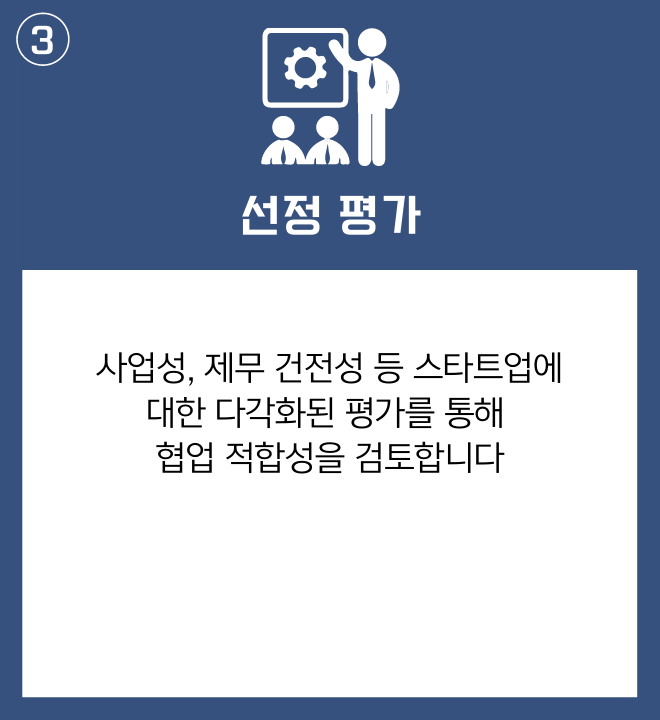 3
선정 평가
사업성, 제무 건전성 등 스타트업에
대한 다각화된 평가를 통해
협업 적합성을 검토합니다